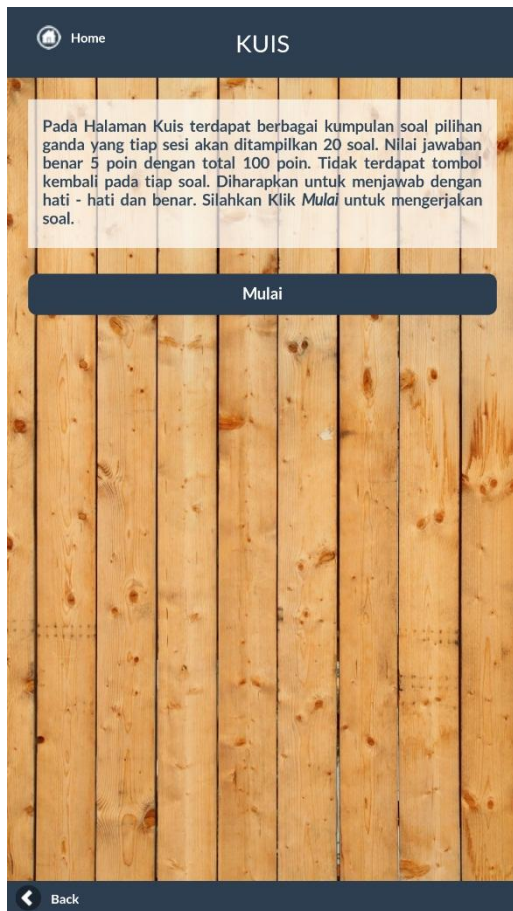 Home
KUIS
Pada Halaman Kuis terdapat berbagai kumpulan soal pilihan
ganda yang tiap sesi akan ditampilkan 20 soal. Nilai jawaban
benar 5 poin dengan total 100 poin. Tidak terdapat tombol
kembali pada tiap soal. Diharapkan untuk menjawab dengan
hati - hati dan benar. Silahkan Klik Mulai untuk mengerjakan
soal.
Mulai
Back